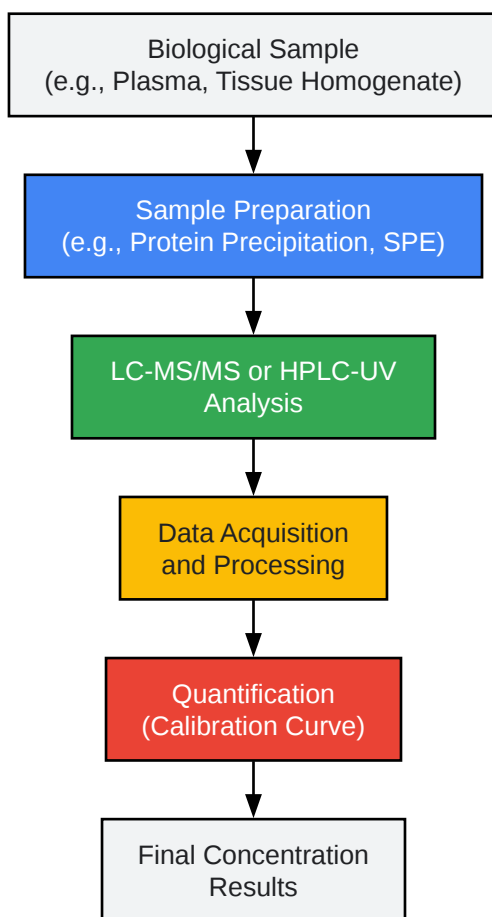 Biological Sample
(e.g., Plasma, Tissue Homogenate)
Sample Preparation
(e.g., Protein Precipitation, SPE)
LC-MS/MS or HPLC-UV
Analysis
Data Acquisition
and Processing
Quantification
(Calibration Curve)
Final Concentration
Results